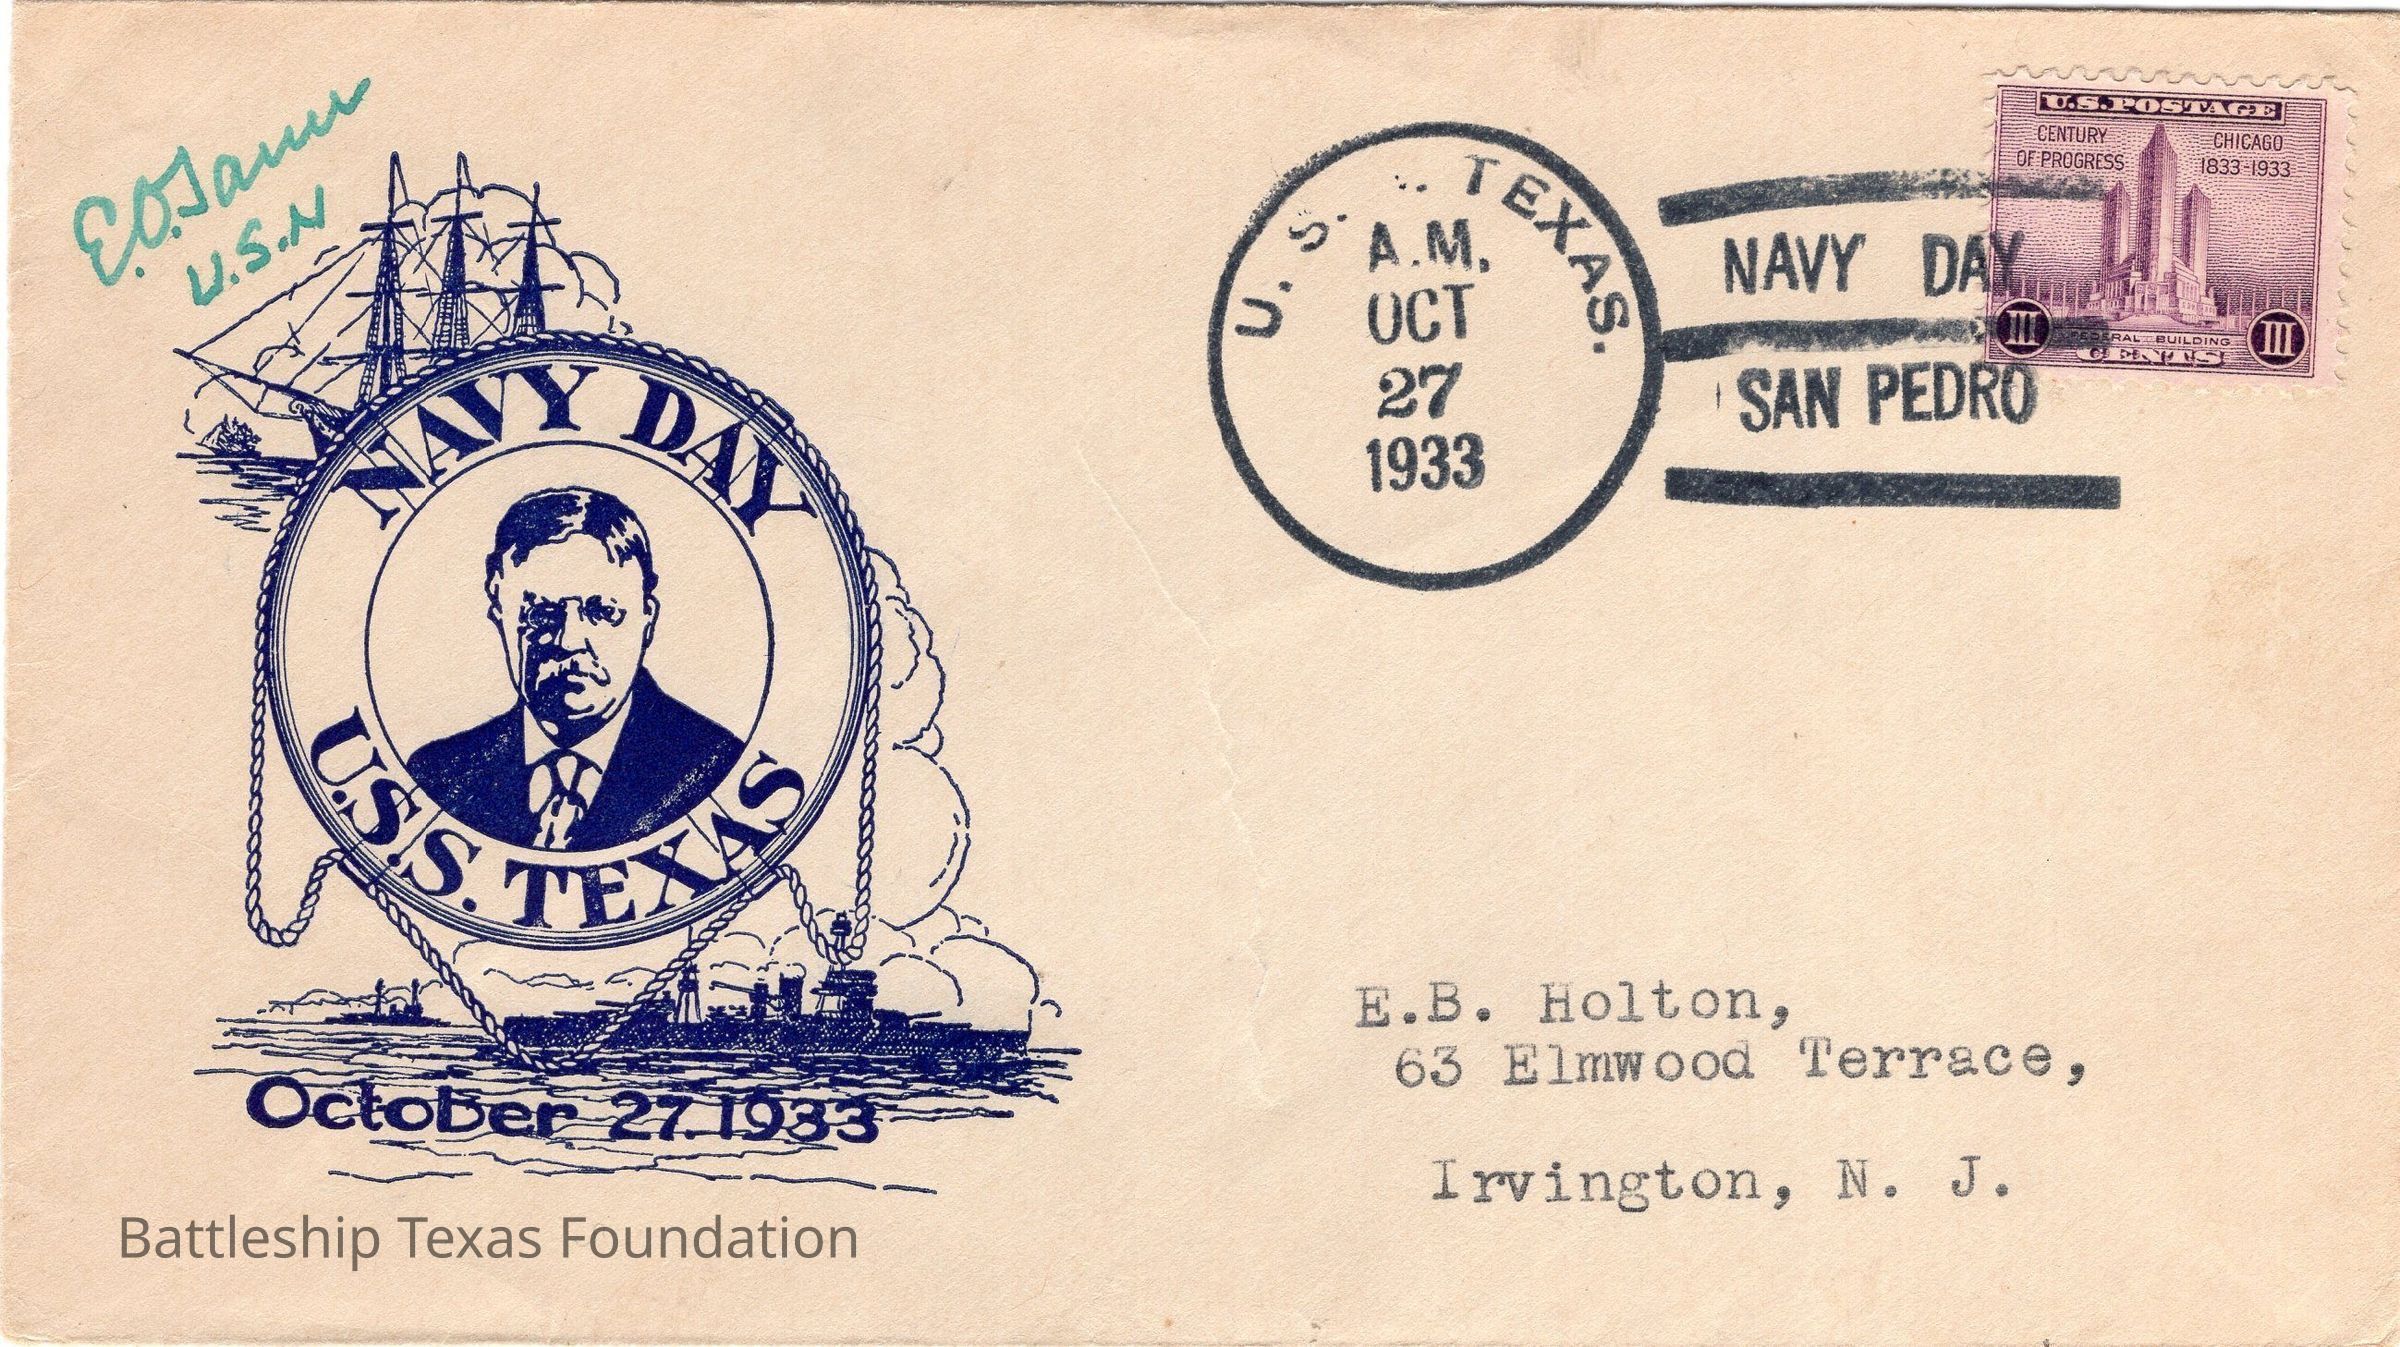 U.S.N
NAVY DAY
U.S.S. TEXAS
October 27.1933
Battleship Texas Foundation
U. S. TEXAS.
A.M.
OCT
27
1933
NAVY DAY
SAN PEDRO
U.S. POSTAGE
CENTURY
OF PROGRESS
CHICAGO
1833-1933
III
FEDERAL BUILDING
III
CENTS
E.B. Holton,
63 Elmwood Terrace,
Irvington, N. J.